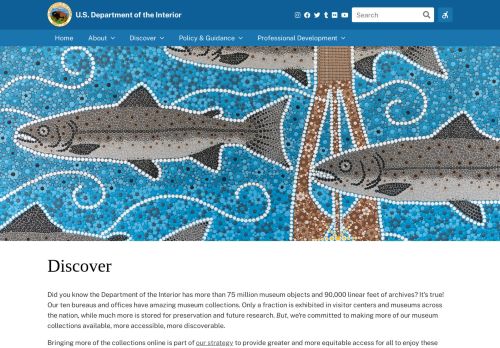 U.S. Department of the Interior
Search
Home About Discover Policy & Guidance Professional Development
Discover
Did you know the Department of the Interior has more than 75 million museum objects and 90,000 linear feet of archives? It's true!
Our ten bureaus and offices have amazing museum collections. Only a fraction is exhibited in visitor centers and museums across
the nation, while much more is stored for preservation and future research. But, we're committed to making more of our museum
collections available, more accessible, more discoverable.
Bringing more of the collections online is part of our strategy to provide greater and more equitable access for all to enjoy these